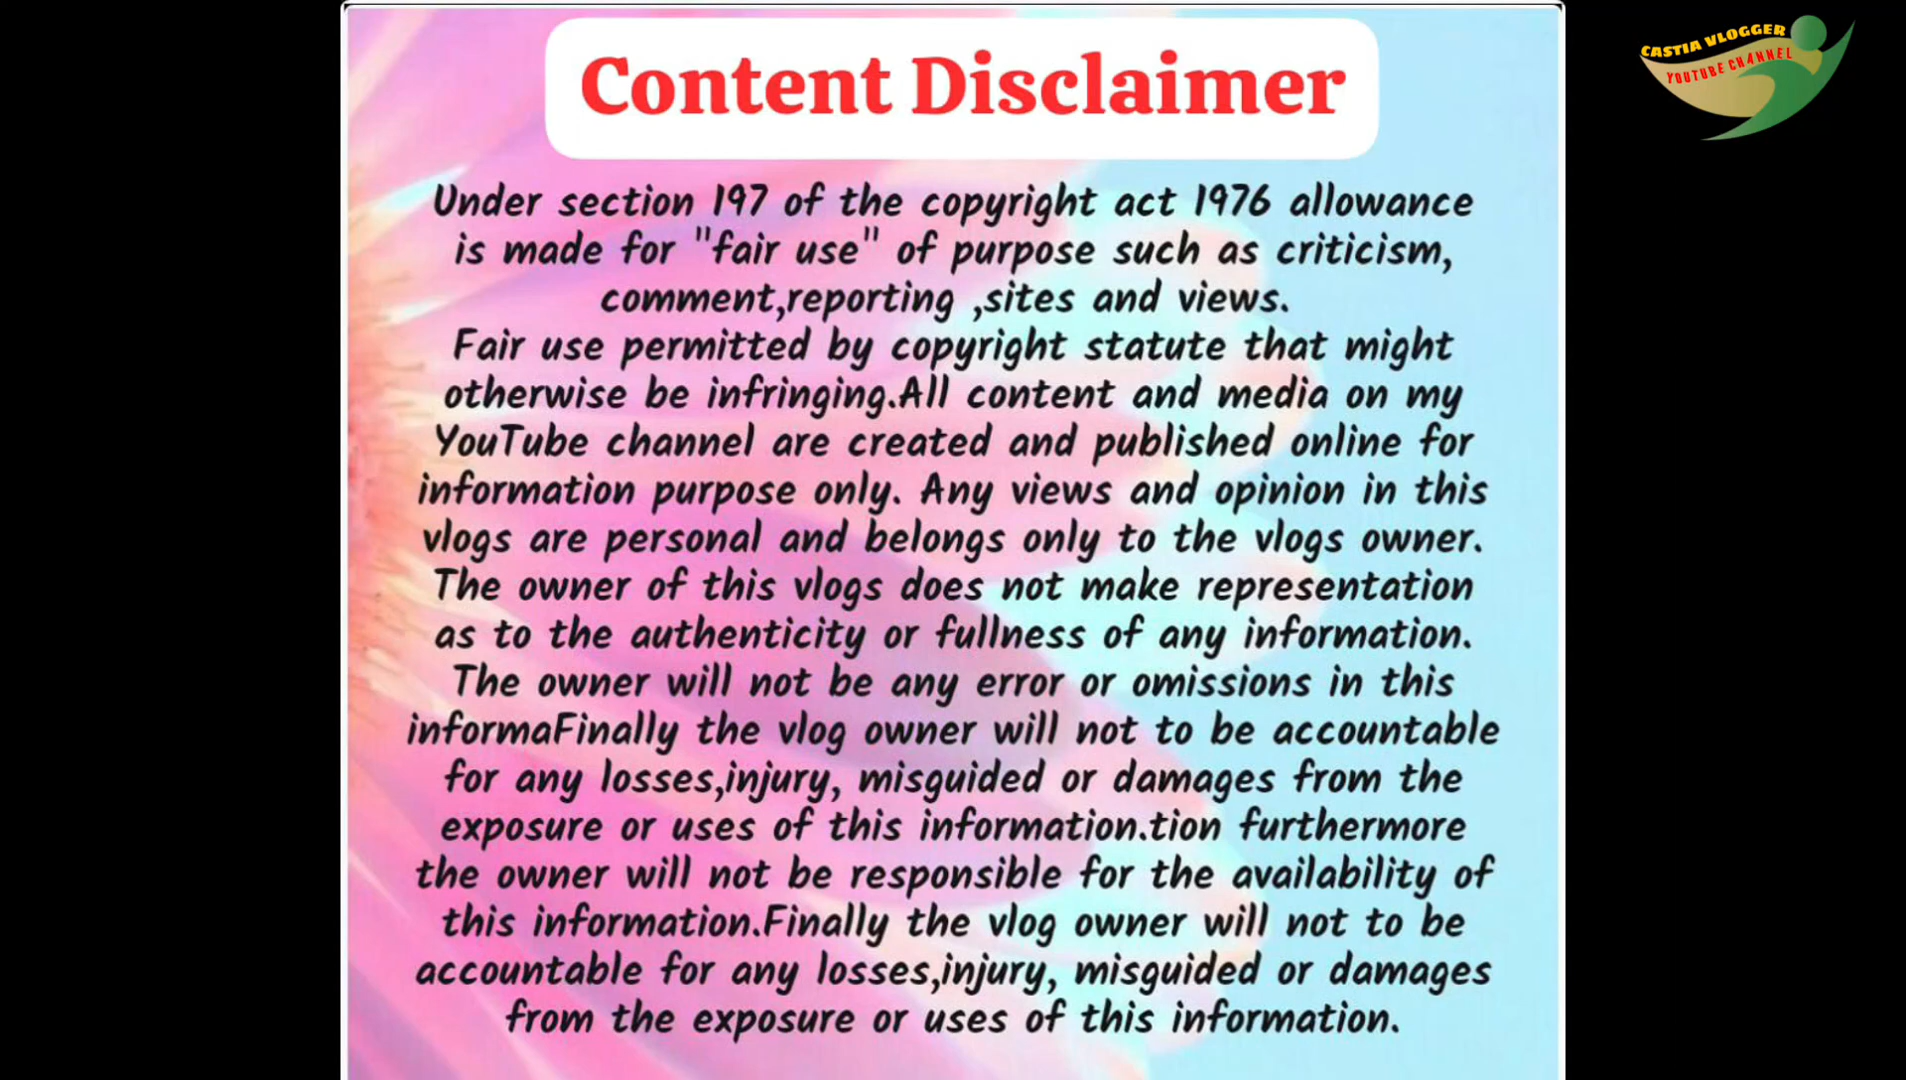 Content Disclaimer
CASTIA VLOGGER
YOUTUBE CHANNEL
Under section 197 of the copyright act 1976 allowance
is made for "fair use" of purpose such as criticism,
comment,reporting ,sites and views.
Fair use permitted by copyright statute that might
otherwise be infringing.All content and media on my
YouTube channel are created and published online for
information purpose only. Any views and opinion in this
vlogs are personal and belongs only to the vlogs owner.
The owner of this vlogs does not make representation
as to the authenticity or fullness of any information.
The owner will not be any error or omissions in this
informaFinally the vlog owner will not to be accountable
for any losses,injury, misguided or damages from the
exposure or uses of this information.tion furthermore
the owner will not be responsible for the availability of
this information.Finally the vlog owner will not to be
accountable for any losses,injury, misguided or damages
from the exposure or uses of this information.